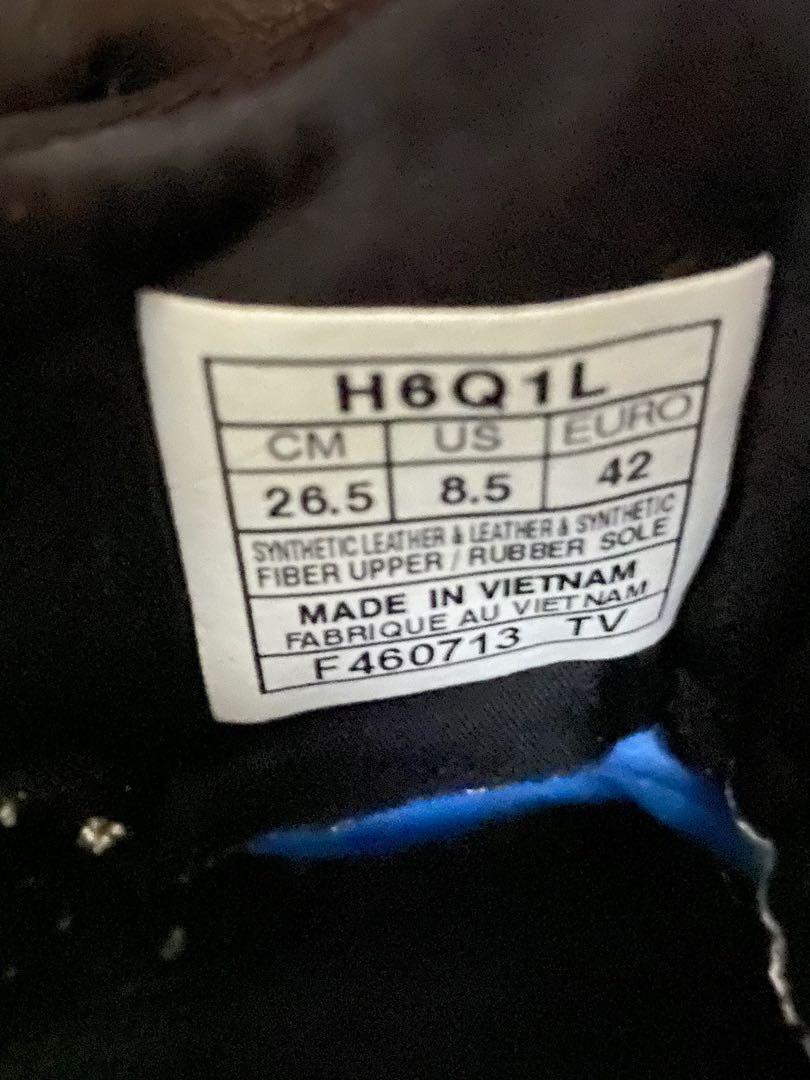 H6Q1L
CM US EURO
26.5 8.5 42
SYNTHETIC LEATHER & LEATHER & SYNTHETIC
FIBER UPPER / RUBBER SOLE
MADE IN VIETNAM
FABRIQUE AU VIETNAM
F460713 TV